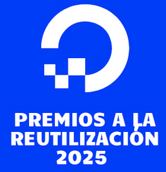 PREMIOS A LA
REUTILIZACIÓN
2025